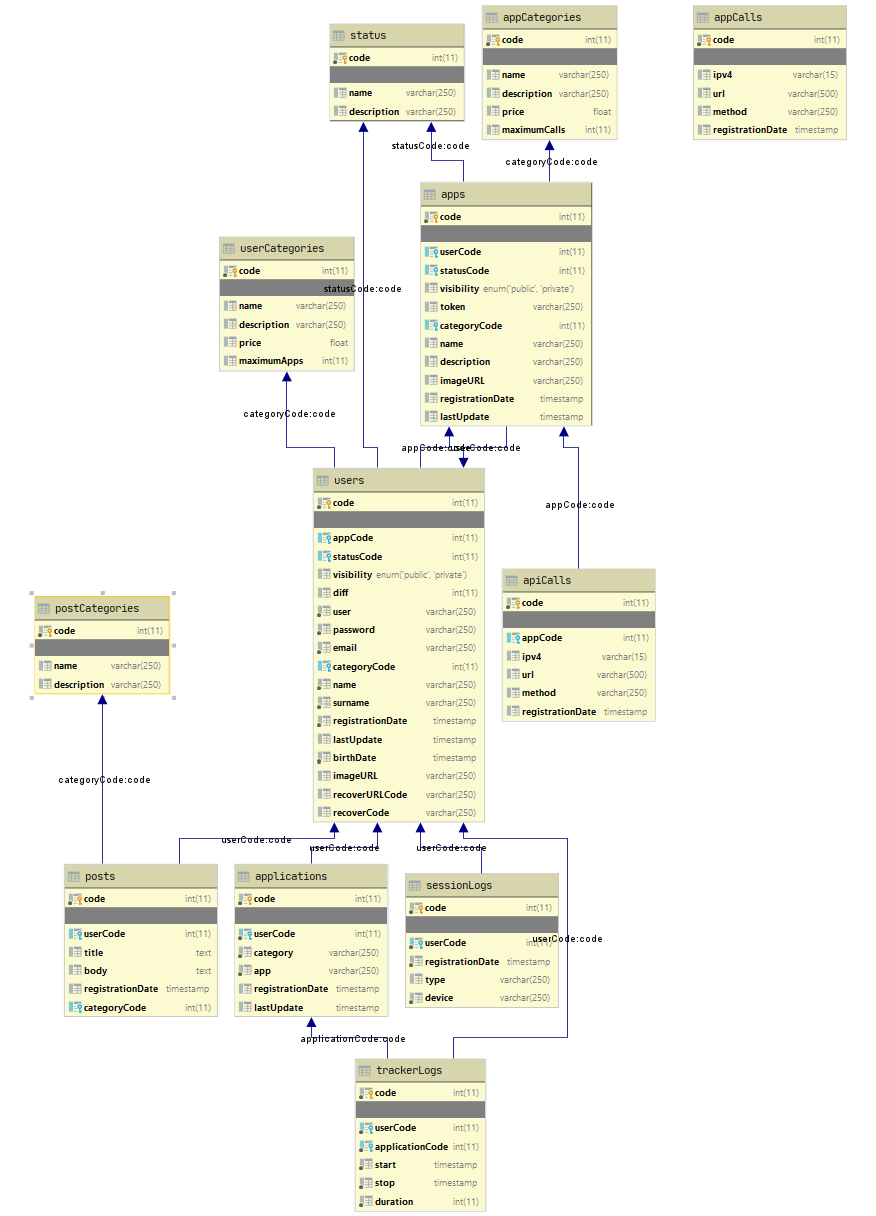 status
code int(11)
name varchar(250)
description varchar(250)
appCategories
code int(11)
name varchar(250)
description varchar(250)
price float
maximumCalls int(11)
appCalls
code int(11)
ipv4 varchar(15)
url varchar(500)
method varchar(250)
registrationDate timestamp
statusCode:code
categoryCode:code
apps
code int(11)
userCode int(11)
statusCode int(11)
visibility enum('public', 'private')
token varchar(250)
categoryCode int(11)
name varchar(250)
description varchar(250)
imageURL varchar(250)
registrationDate timestamp
lastUpdate timestamp
userCategories
code int(11)
statusCode:code
name varchar(250)
description varchar(250)
price float
maximumApps int(11)
categoryCode:code
appCode:code
userCode:code
appCode:code
users
code int(11)
appCode int(11)
statusCode int(11)
visibility enum('public', 'private')
diff int(11)
user varchar(250)
password varchar(250)
email varchar(250)
categoryCode int(11)
name varchar(250)
surname varchar(250)
registrationDate timestamp
lastUpdate timestamp
birthDate timestamp
imageURL varchar(250)
recoverURLCode varchar(250)
recoverCode varchar(250)
apiCalls
code int(11)
appCode int(11)
ipv4 varchar(15)
url varchar(500)
method varchar(250)
registrationDate timestamp
postCategories
code int(11)
name varchar(250)
description varchar(250)
categoryCode:code
userCode:code
userCode:code
userCode:code
posts
code int(11)
userCode int(11)
title text
body text
registrationDate timestamp
categoryCode int(11)
applications
code int(11)
userCode int(11)
category varchar(250)
app varchar(250)
registrationDate timestamp
lastUpdate timestamp
sessionLogs
code int(11)
userCode int(11)
userCode:code
registrationDate timestamp
type varchar(250)
device varchar(250)
applicationCode:code
trackerLogs
code int(11)
userCode int(11)
applicationCode int(11)
start timestamp
stop timestamp
duration int(11)